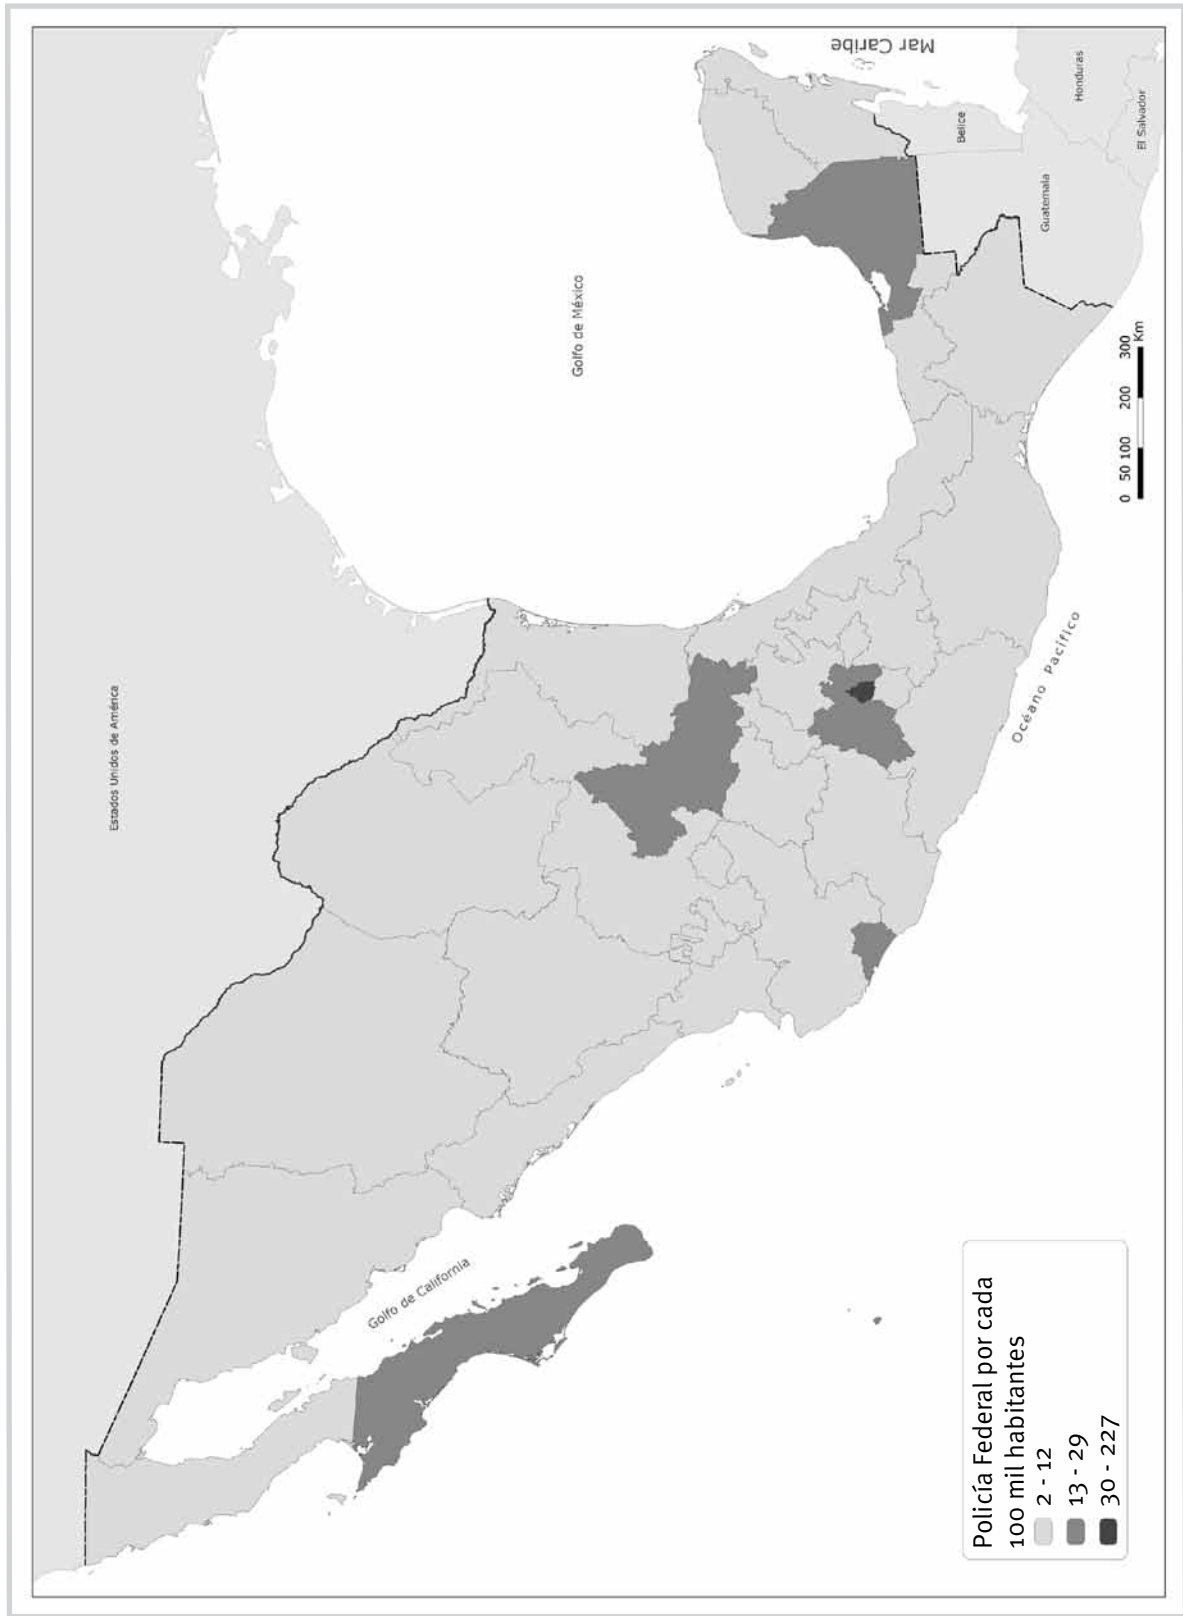 Estados Unidos de América
Golfo de México
Mar Caribe
Golfo de California
Océano Pacífico
Belice
Guatemala
Honduras
El Salvador
0 50 100 200 300
Km
Policía Federal por cada
100 mil habitantes
2 - 12
13 - 29
30 - 227